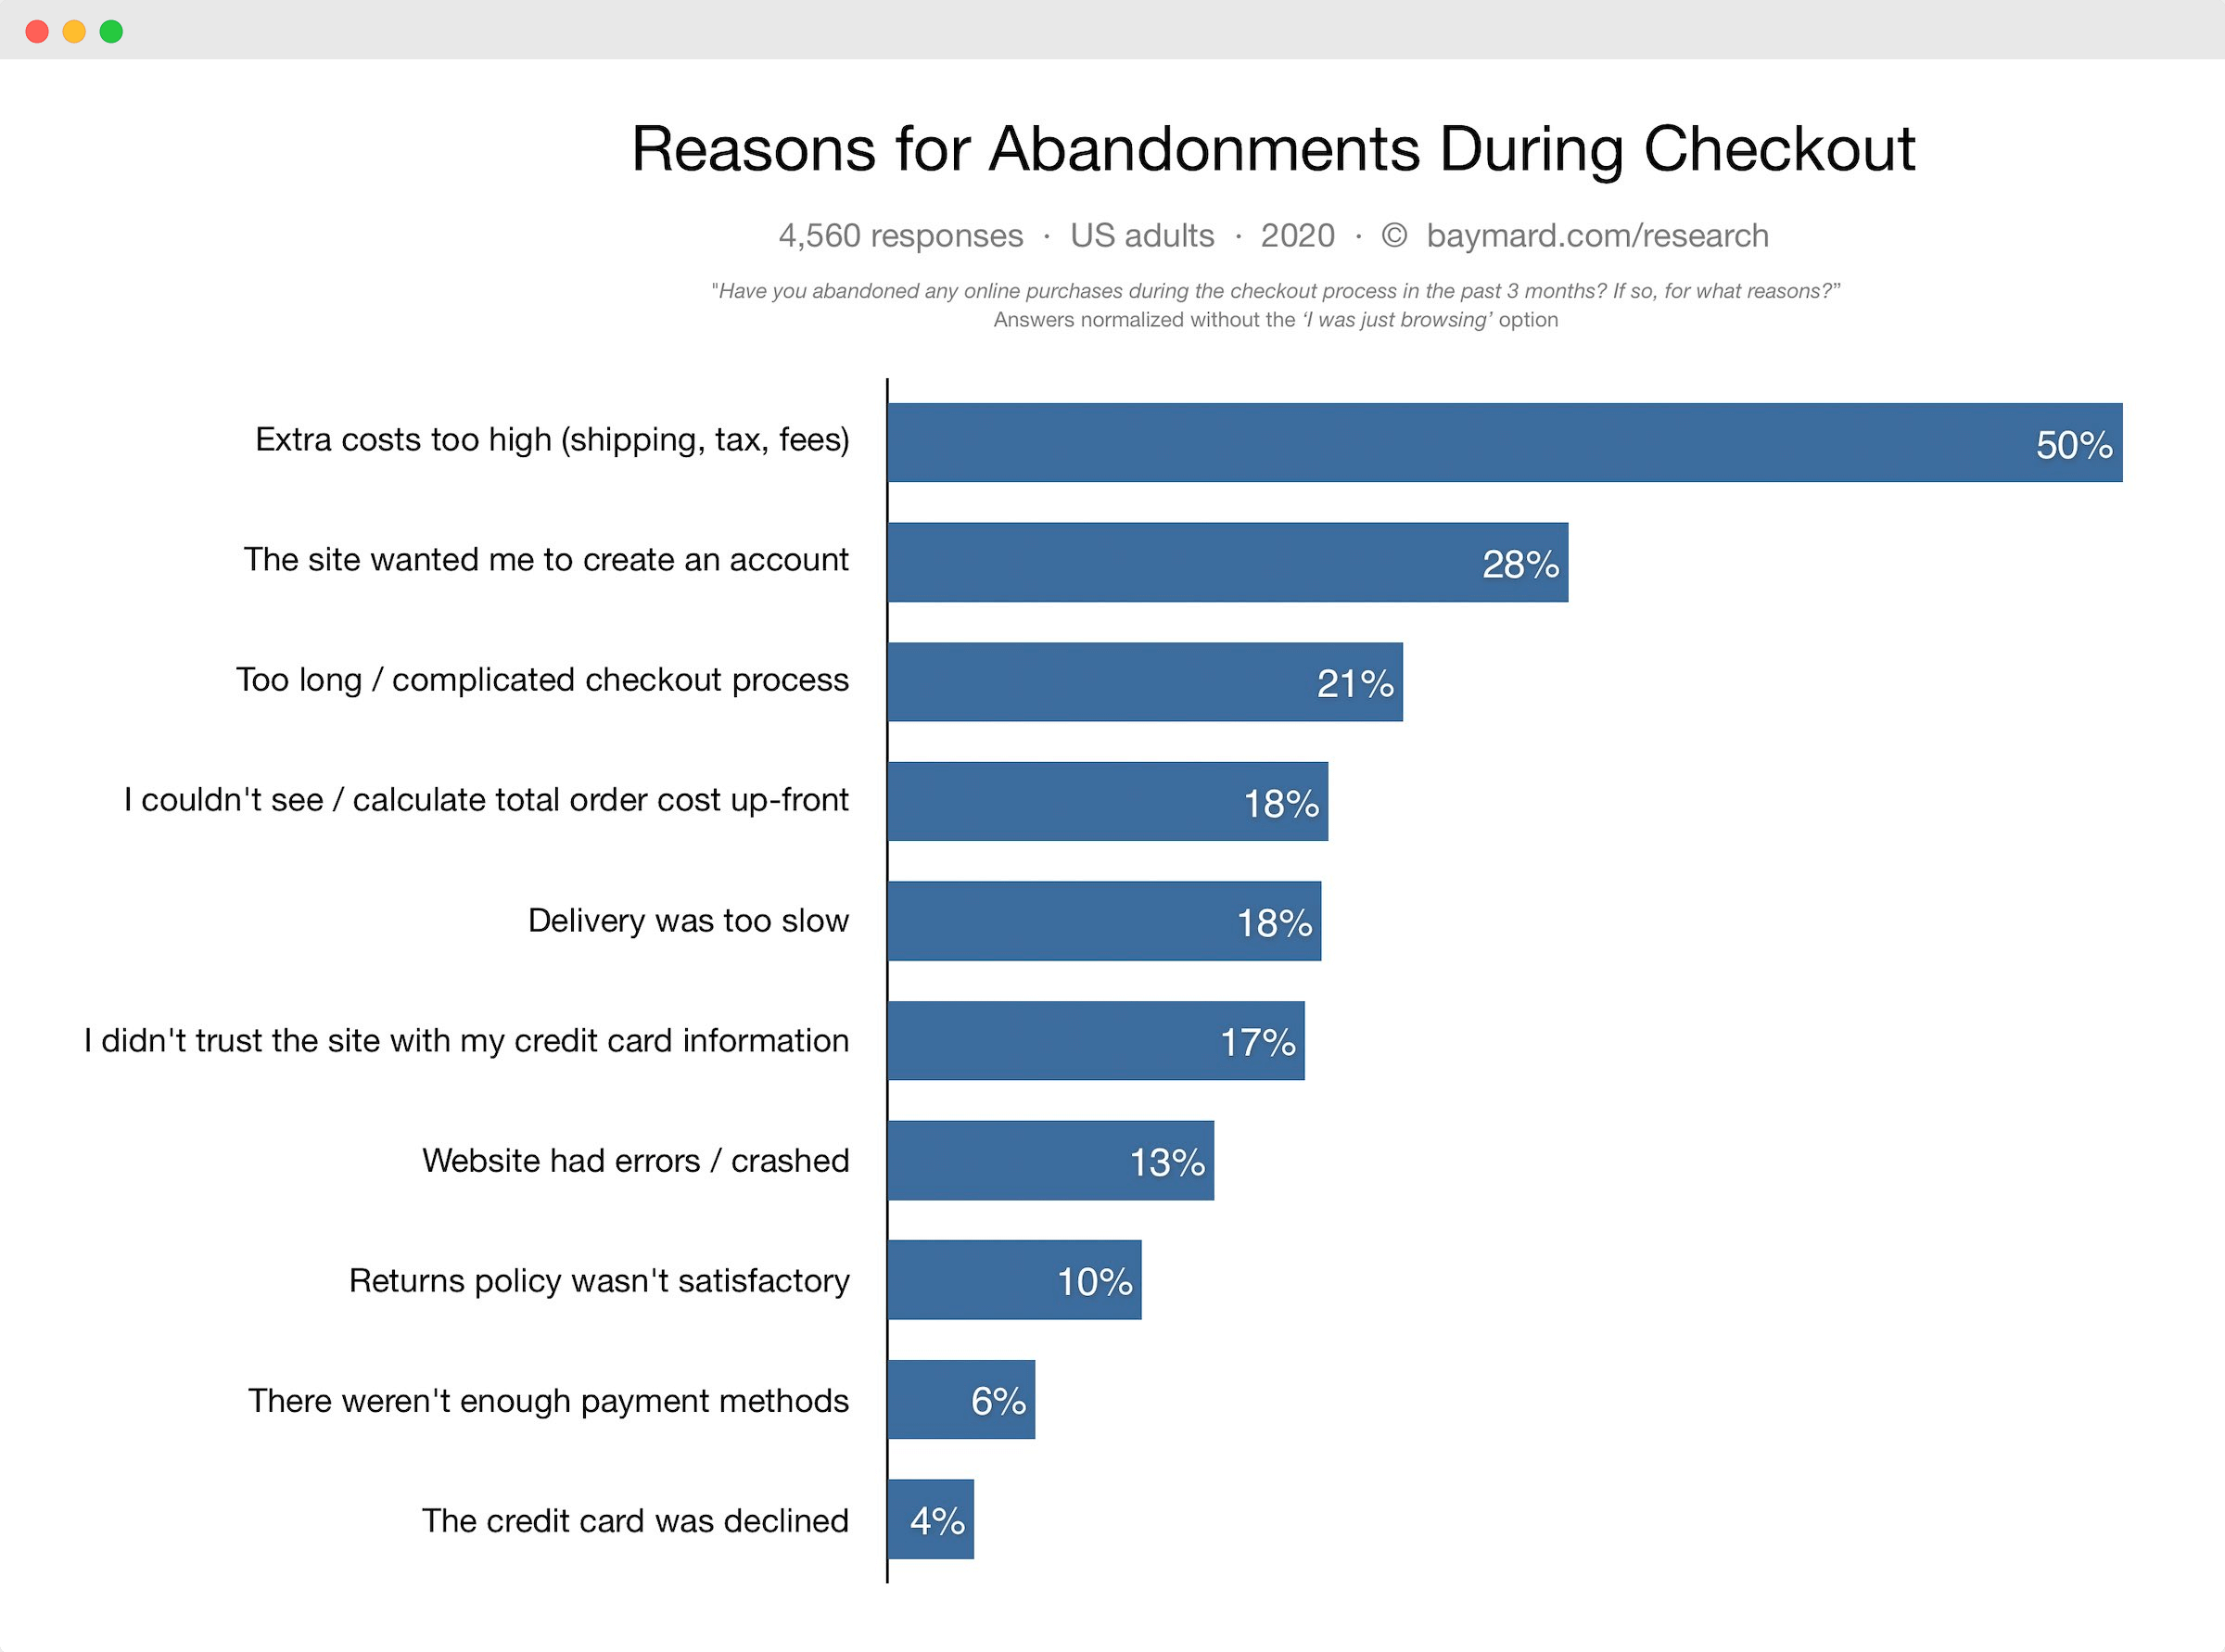 Reasons for Abandonments During Checkout
4,560 responses · US adults · 2020 · © baymard.com/research
"Have you abandoned any online purchases during the checkout process in the past 3 months? If so, for what reasons?”
Answers normalized without the ‘I was just browsing’ option
Extra costs too high (shipping, tax, fees) 50%
The site wanted me to create an account 28%
Too long / complicated checkout process 21%
I couldn't see / calculate total order cost up-front 18%
Delivery was too slow 18%
I didn't trust the site with my credit card information 17%
Website had errors / crashed 13%
Returns policy wasn't satisfactory 10%
There weren't enough payment methods 6%
The credit card was declined 4%